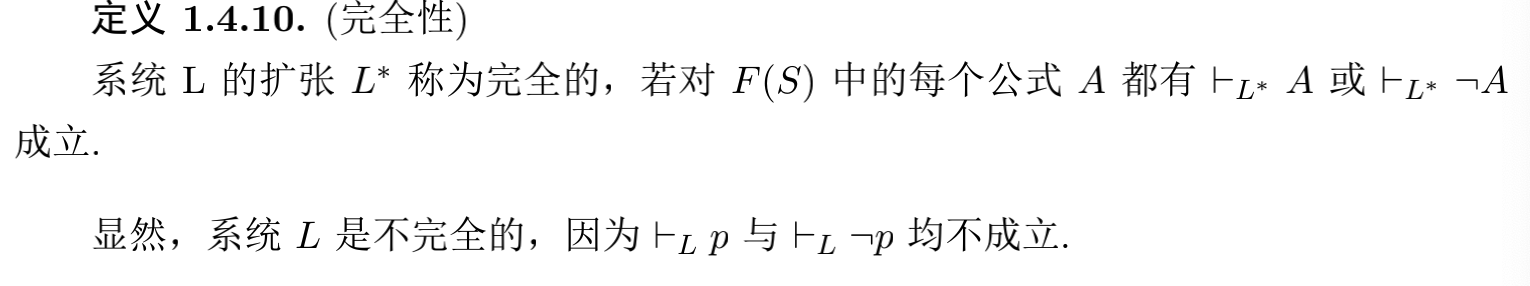 定义 1.4.10. (完全性)
系统 L 的扩张 L* 称为完全的，若对 F(S) 中的每个公式 A 都有 ⊢_{L*} A 或 ⊢_{L*} ¬A
成立.
显然，系统 L 是不完全的，因为 ⊢_L p 与 ⊢_L ¬p 均不成立.